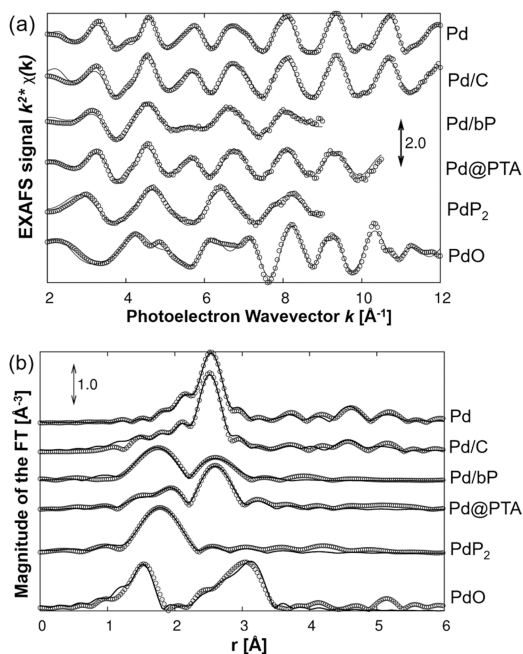 (a)
EXAFS signal k²* χ(k)
Pd
Pd/C
Pd/bP
2.0
Pd@PTA
PdP₂
PdO
2 4 6 8 10 12
Photoelectron Wavevector k [Å⁻¹]
(b)
Magnitude of the FT [Å⁻³]
1.0
Pd
Pd/C
Pd/bP
Pd@PTA
PdP₂
PdO
0 1 2 3 4 5 6
r [Å]